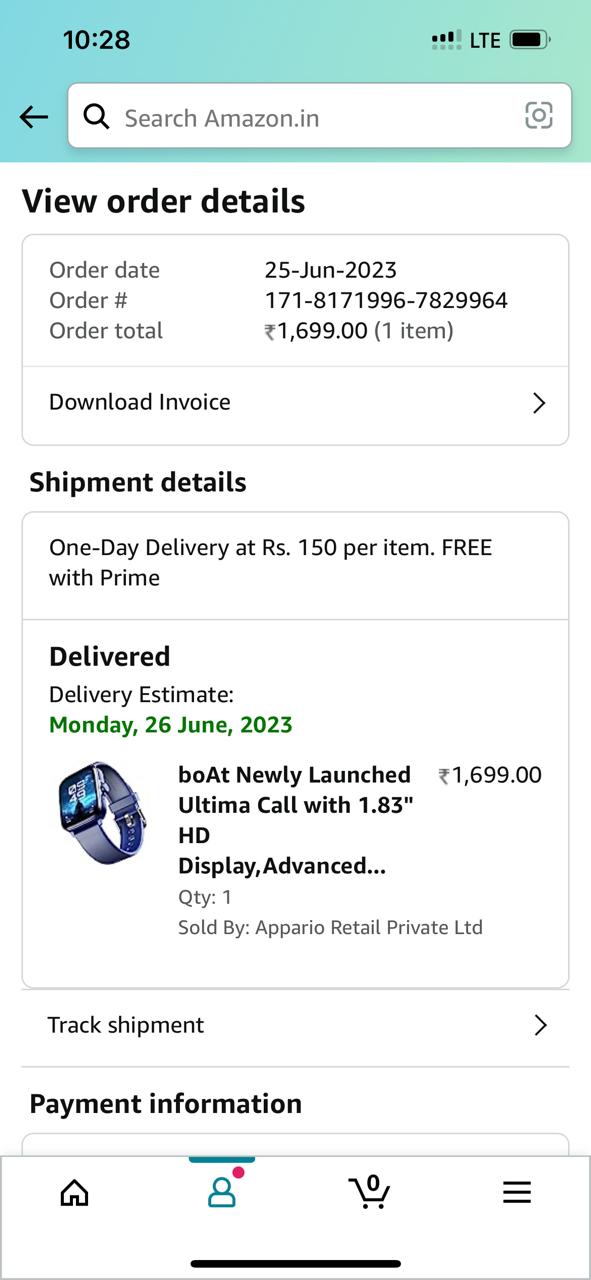 10:28
LTE
Search Amazon.in
View order details
Order date 25-Jun-2023
Order # 171-8171996-7829964
Order total ₹1,699.00 (1 item)
Download Invoice
Shipment details
One-Day Delivery at Rs. 150 per item. FREE
with Prime
Delivered
Delivery Estimate:
Monday, 26 June, 2023
boAt Newly Launched ₹1,699.00
Ultima Call with 1.83"
HD
Display,Advanced...
Qty: 1
Sold By: Appario Retail Private Ltd
Track shipment
Payment information
0